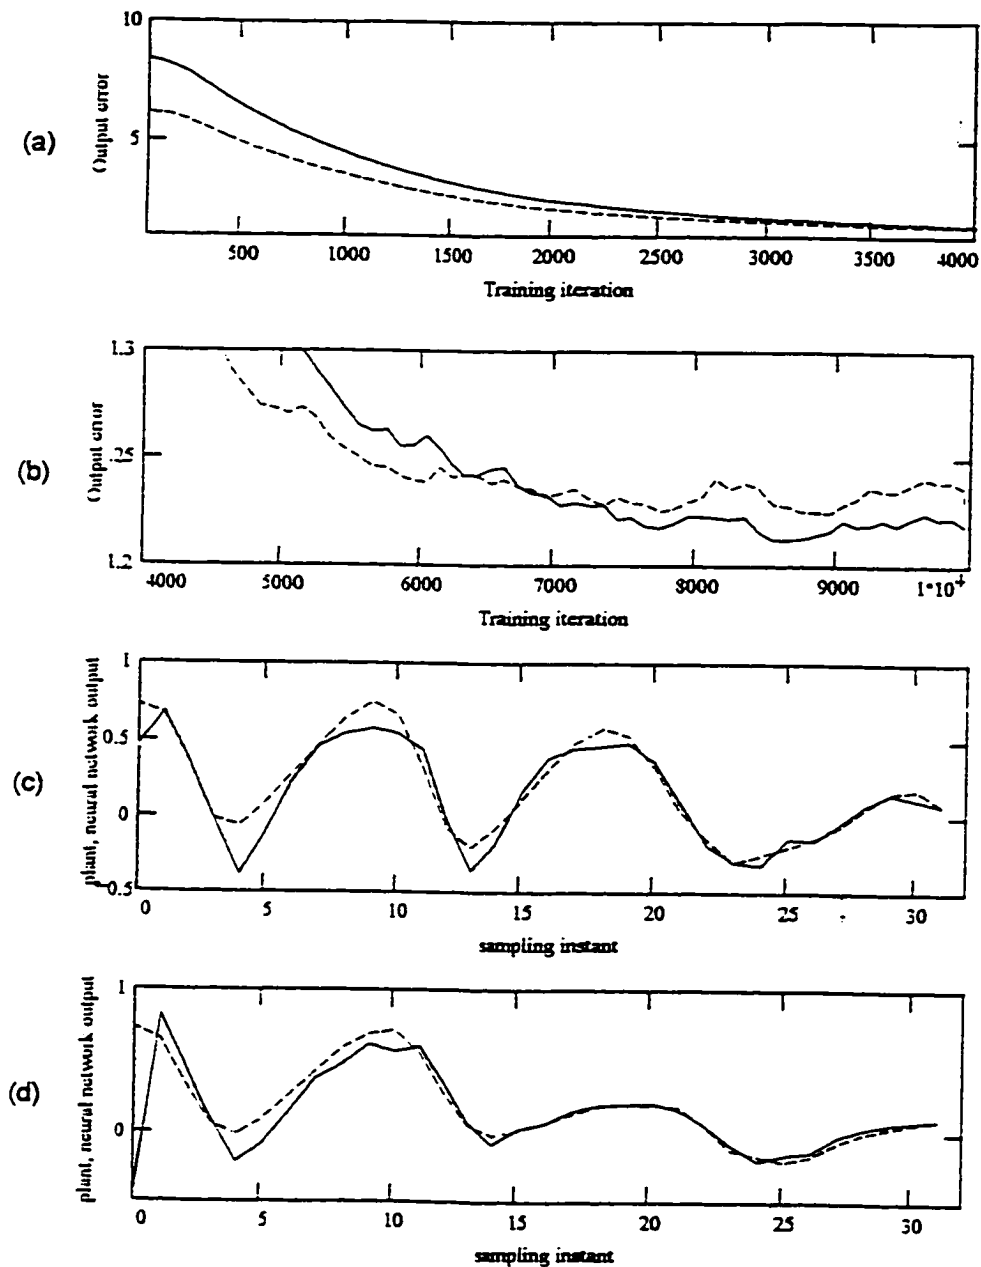 10
5
(a)
Output error
500 1000 1500 2000 2500 3000 3500 4000
Training iteration
1.3
.25
1.2
(b)
Output error
4000 5000 6000 7000 8000 9000 1•10⁴
Training iteration
1
0.5
0
−0.5
(c)
plant, neural network output
0 5 10 15 20 25 30
sampling instant
1
0
(d)
plant, neural network output
0 5 10 15 20 25 30
sampling instant